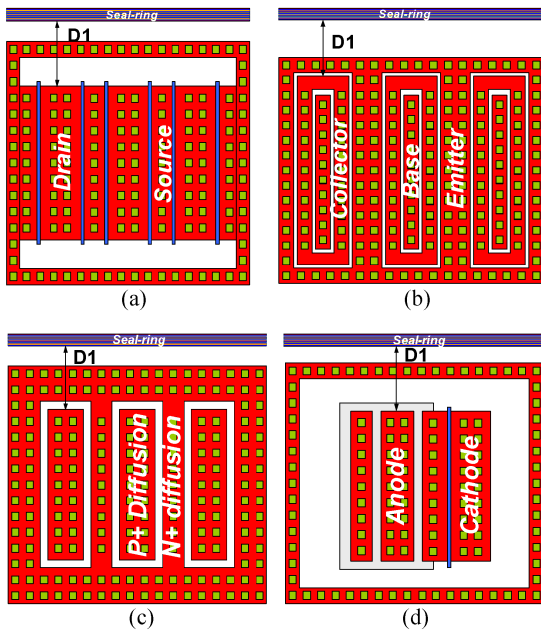 Seal-ring
D1
Drain
Source
(a)
Seal-ring
D1
Collector
Base
Emitter
(b)
Seal-ring
D1
P+ Diffusion
N+ diffusion
(c)
Seal-ring
D1
Anode
Cathode
(d)